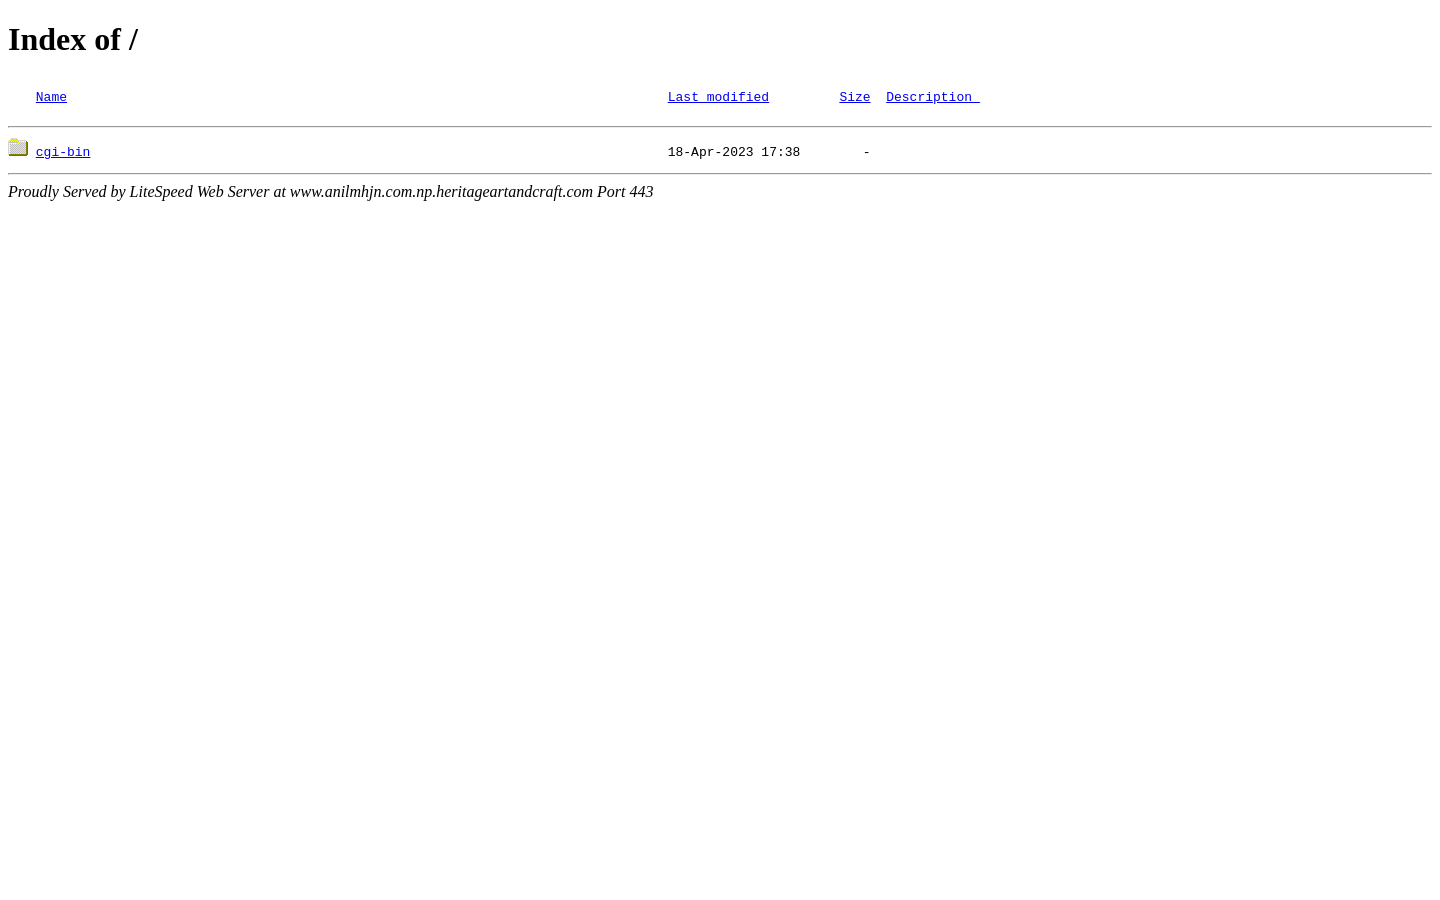 Index of /
Name Last modified Size Description
cgi-bin 18-Apr-2023 17:38 -
Proudly Served by LiteSpeed Web Server at www.anilmhjn.com.np.heritageartandcraft.com Port 443